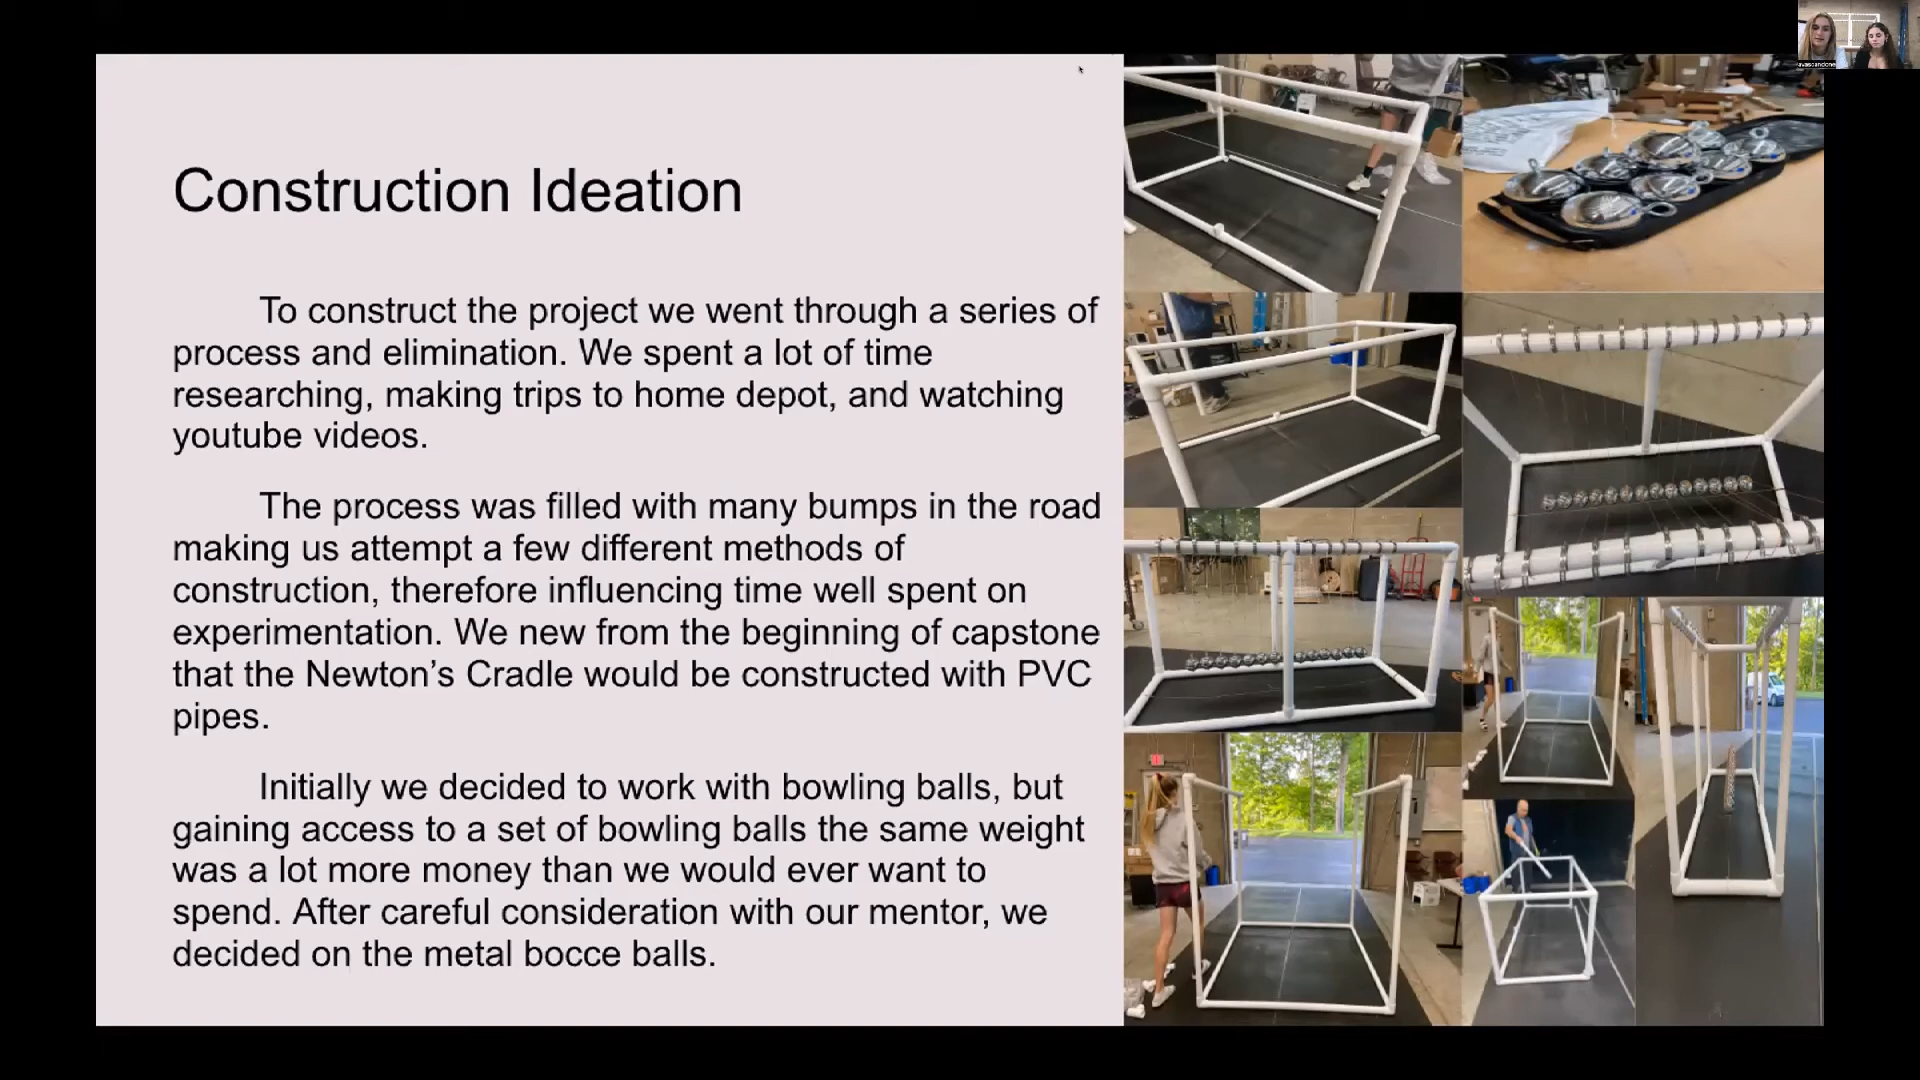 Construction Ideation
To construct the project we went through a series of
process and elimination. We spent a lot of time
researching, making trips to home depot, and watching
youtube videos.
The process was filled with many bumps in the road
making us attempt a few different methods of
construction, therefore influencing time well spent on
experimentation. We new from the beginning of capstone
that the Newton’s Cradle would be constructed with PVC
pipes.
Initially we decided to work with bowling balls, but
gaining access to a set of bowling balls the same weight
was a lot more money than we would ever want to
spend. After careful consideration with our mentor, we
decided on the metal bocce balls.